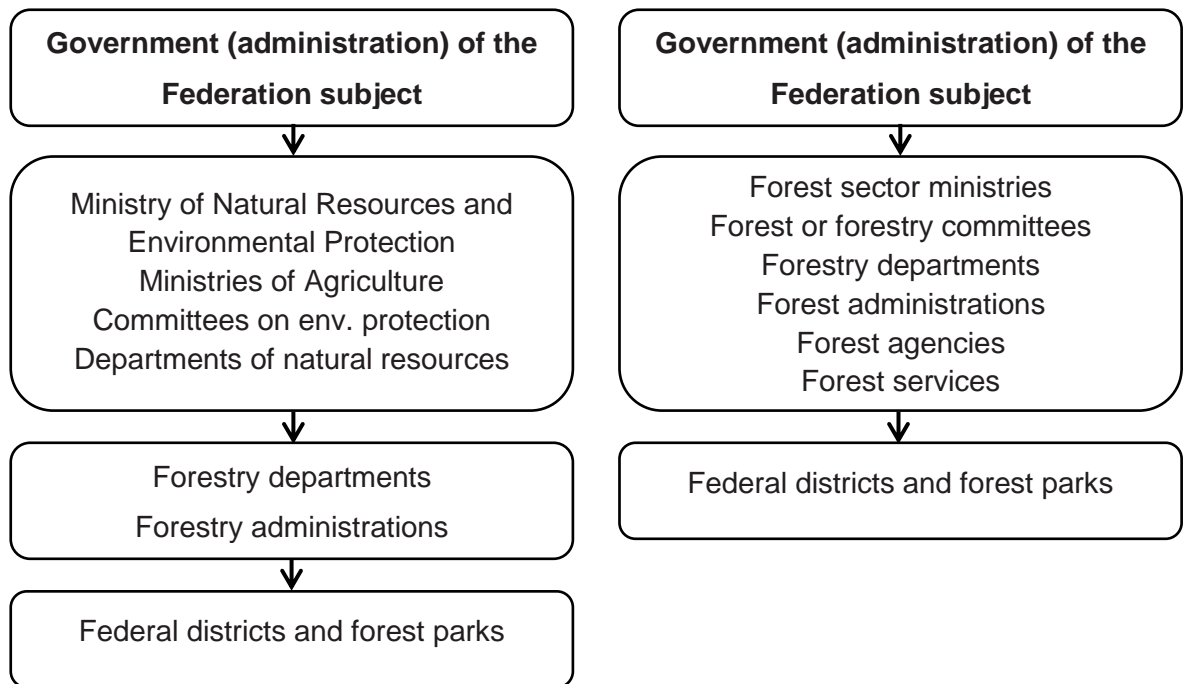 Government (administration) of the
Federation subject
Ministry of Natural Resources and
Environmental Protection
Ministries of Agriculture
Committees on env. protection
Departments of natural resources
Forestry departments
Forestry administrations
Federal districts and forest parks
Government (administration) of the
Federation subject
Forest sector ministries
Forest or forestry committees
Forestry departments
Forest administrations
Forest agencies
Forest services
Federal districts and forest parks